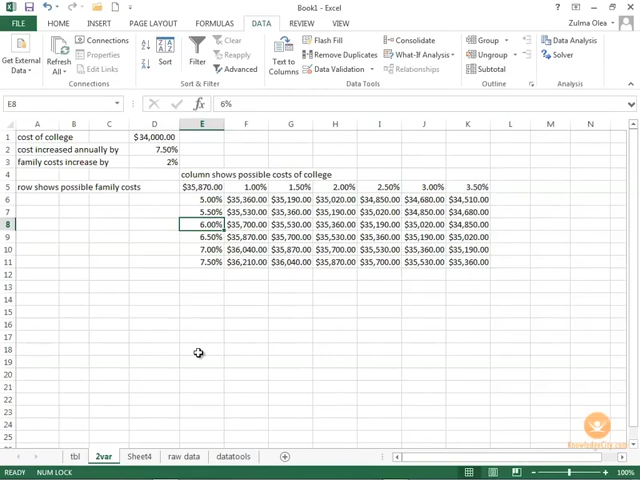 Book1 - Excel
FILE HOME INSERT PAGE LAYOUT FORMULAS DATA REVIEW VIEW Zulma Olea
Get External Data Refresh All Connections Properties Edit Links Sort Filter Clear Reapply Advanced Text to Columns Flash Fill Remove Duplicates Data Validation Consolidate What-If Analysis Relationships Group Ungroup Subtotal Data Analysis Solver
Connections Sort & Filter Data Tools Outline Analysis
E8 6%
A B C D E F G H I J K L M N
1 cost of college $34,000.00
2 cost increased annually by 7.50%
3 family costs increase by 2%
4 column shows possible costs of college
5 row shows possible family costs $35,870.00 1.00% 1.50% 2.00% 2.50% 3.00% 3.50%
6 5.00% $35,360.00 $35,190.00 $35,020.00 $34,850.00 $34,680.00 $34,510.00
7 5.50% $35,530.00 $35,360.00 $35,190.00 $35,020.00 $34,850.00 $34,680.00
8 6.00% $35,700.00 $35,530.00 $35,360.00 $35,190.00 $35,020.00 $34,850.00
9 6.50% $35,870.00 $35,700.00 $35,530.00 $35,360.00 $35,190.00 $35,020.00
10 7.00% $36,040.00 $35,870.00 $35,700.00 $35,530.00 $35,360.00 $35,190.00
11 7.50% $36,210.00 $36,040.00 $35,870.00 $35,700.00 $35,530.00 $35,360.00
12
13
14
15
16
17
18
19
20
21
22
23
24
25
KnowledgeCity.com
tbl 2var Sheet4 raw data datatools
READY NUM LOCK 100%